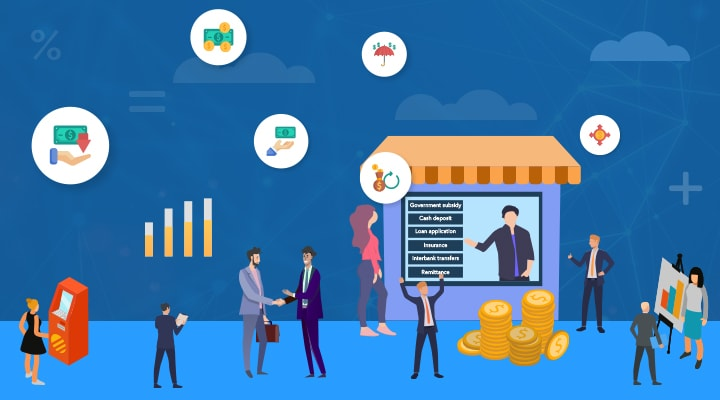 Government subsidy
Cash deposit
Loan application
Insurance
Interbank transfers
Remittance